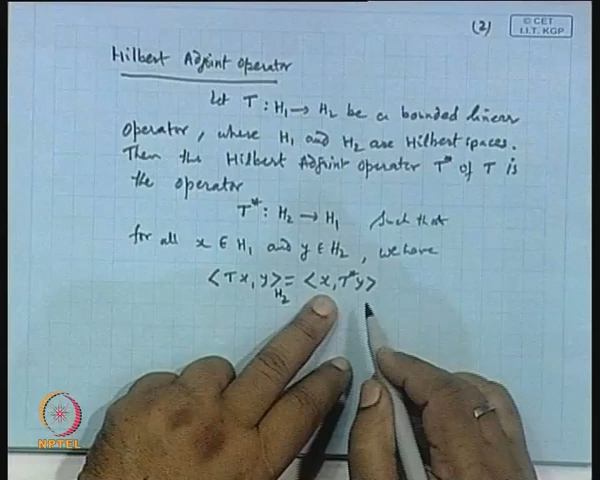 (2)
© CET
I.I.T. KGP
Hilbert Adjoint Operator
Let T : H₁ → H₂ be a bounded linear
operator, where H₁ and H₂ are Hilbert spaces.
Then the Hilbert Adjoint operator T* of T is
the operator
T* : H₂ → H₁ such that
for all x ∈ H₁ and y ∈ H₂, we have
<Tx, y>_H₂ = <x, T*y>
NPTEL